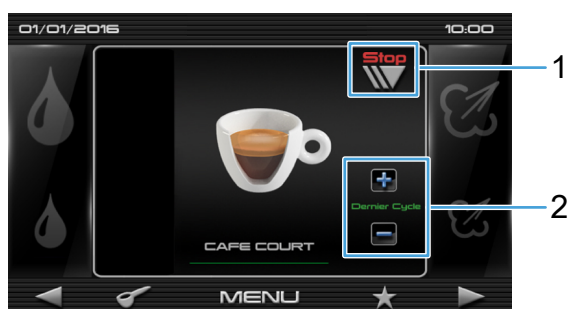 01/01/2016 10:00
Stop
1
Dernier Cycle
2
CAFE COURT
MENU